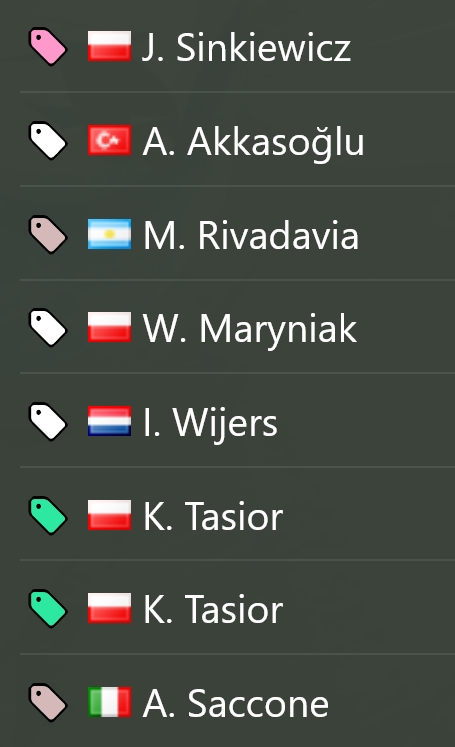 J. Sinkiewicz
A. Akkasoğlu
M. Rivadavia
W. Maryniak
I. Wijers
K. Tasior
K. Tasior
A. Saccone